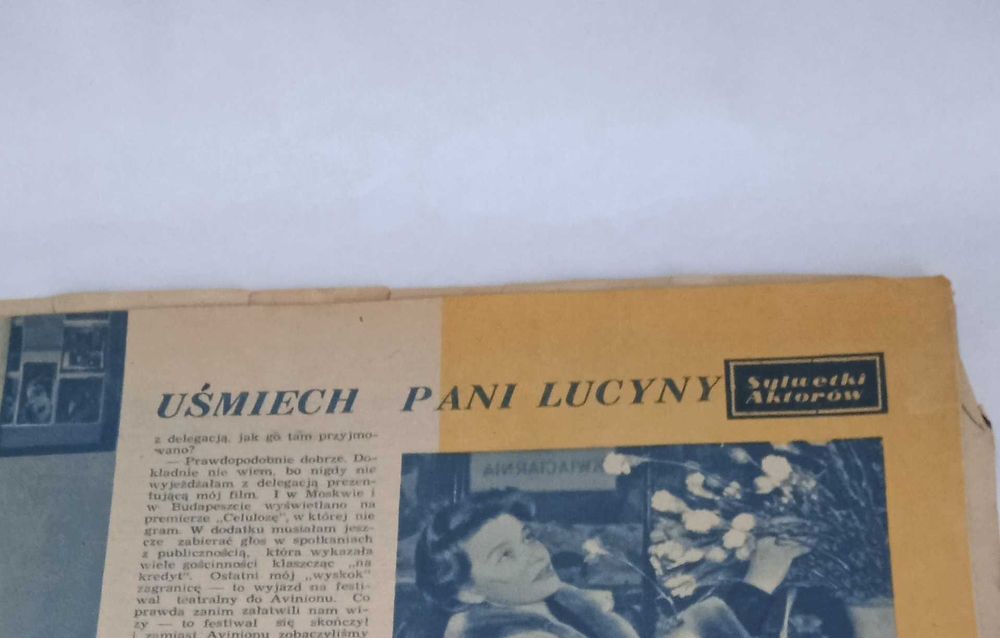 UŚMIECH PANI LUCYNY
Sylwetki
Aktorów
z delegacją, jak go tam przyjmo-
wano?
— Prawdopodobnie dobrze. Do-
kładnie nie wiem, bo nigdy nie
wyjeżdżałam z delegacją prezen-
tującą mój film. I w Moskwie i
w Budapeszcie wyświetlano na
premierze „Celulozę”, w której nie
gram. W dodatku musiałam jesz-
cze zabierać głos w spotkaniach
z publicznością, która wykazała
wiele gościnności klaszcząc „na
kredyt”. Ostatni mój „wyskok”
zagranicę — to wyjazd na festi-
wal teatralny do Avinionu. Co
prawda zanim załatwili nam wi-
zy — to festiwal się skończył
i zamiast Avinionu zobaczyliśmy
KWIACIARNIA